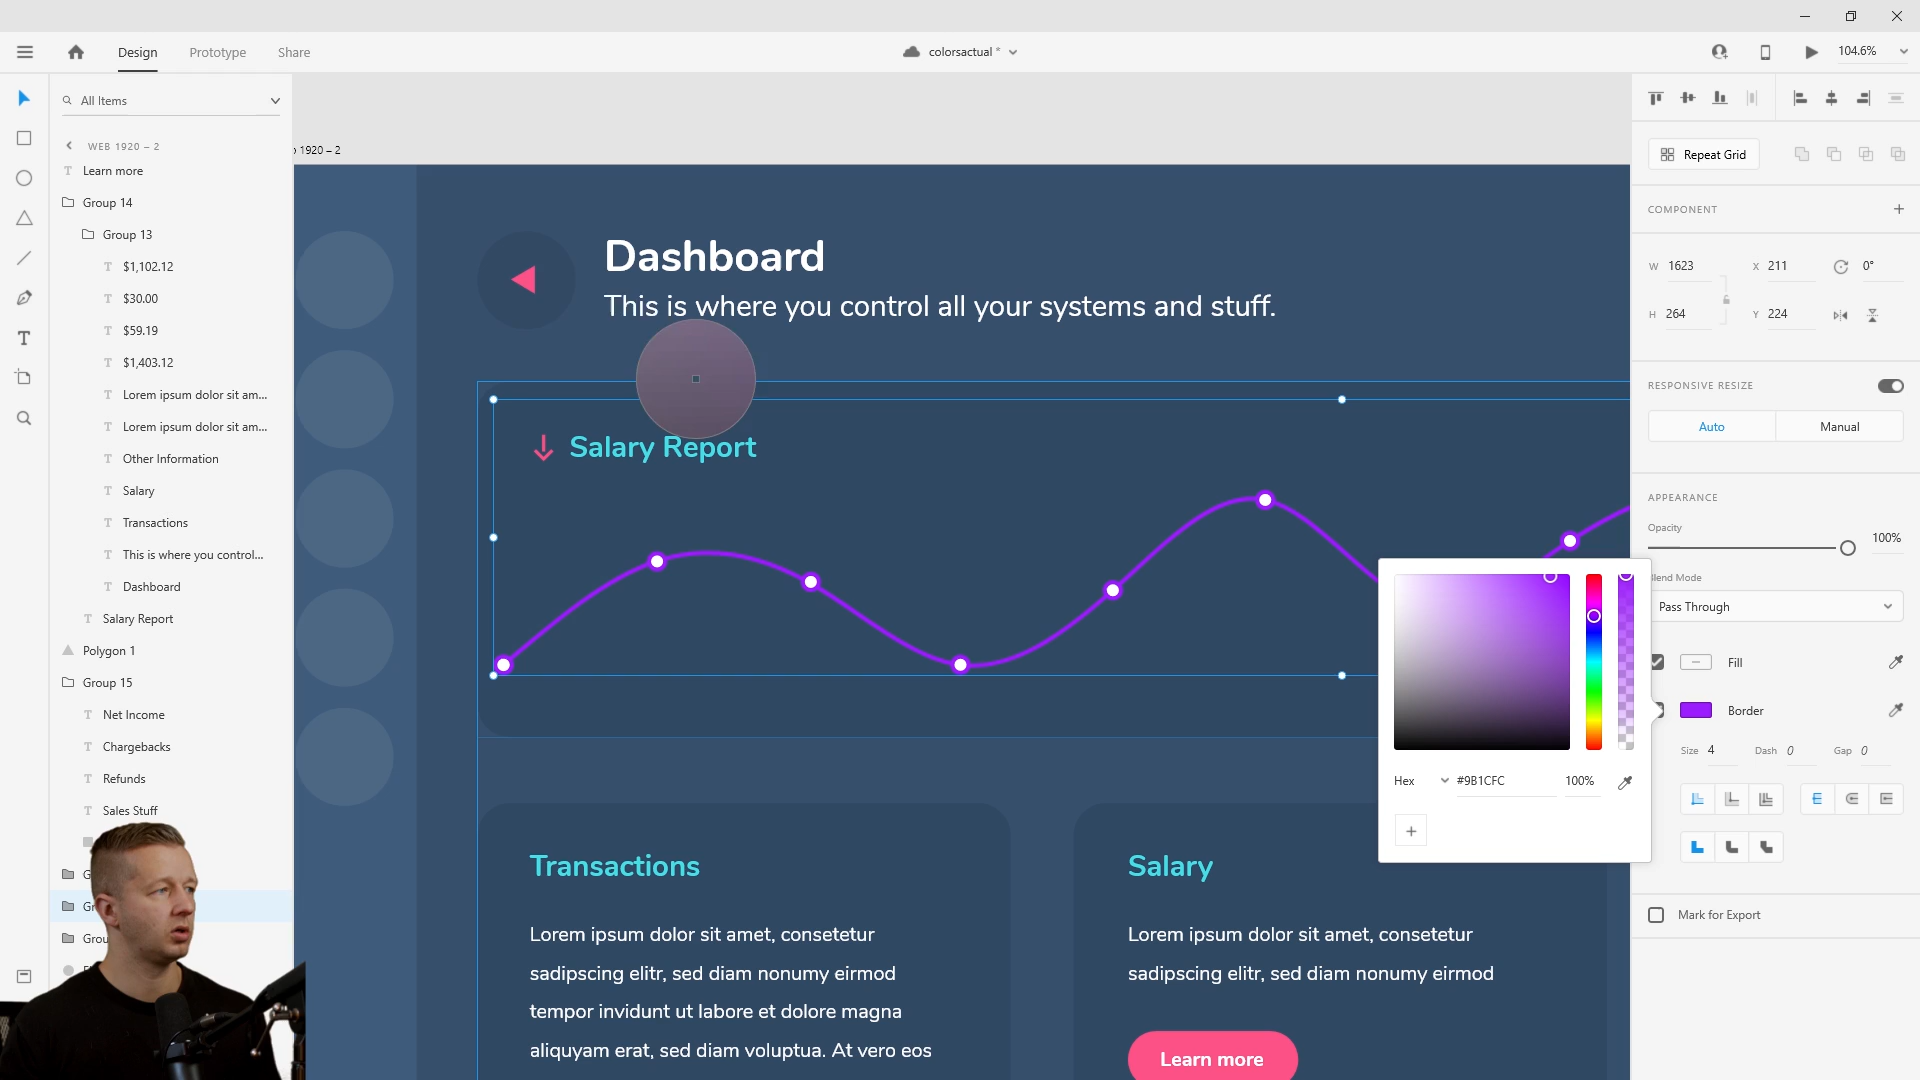 Design
Prototype
Share
colorsactual *
104.6%
All Items
WEB 1920 – 2
Learn more
Group 14
Group 13
$1,102.12
$30.00
$59.19
$1,403.12
Lorem ipsum dolor sit am...
Lorem ipsum dolor sit am...
Other Information
Salary
Transactions
This is where you control...
Dashboard
Salary Report
Polygon 1
Group 15
Net Income
Chargebacks
Refunds
Sales Stuff
1920 – 2
Dashboard
This is where you control all your systems and stuff.
Salary Report
Transactions
Lorem ipsum dolor sit amet, consetetur
sadipscing elitr, sed diam nonumy eirmod
tempor invidunt ut labore et dolore magna
aliquyam erat, sed diam voluptua. At vero eos
Salary
Lorem ipsum dolor sit amet, consetetur
sadipscing elitr, sed diam nonumy eirmod
Learn more
Hex #9B1CFC 100%
Repeat Grid
COMPONENT
W 1623 X 211 0°
H 264 Y 224
RESPONSIVE RESIZE
Auto Manual
APPEARANCE
Opacity
100%
Blend Mode
Pass Through
Fill
Border
Size 4 Dash 0 Gap 0
Mark for Export